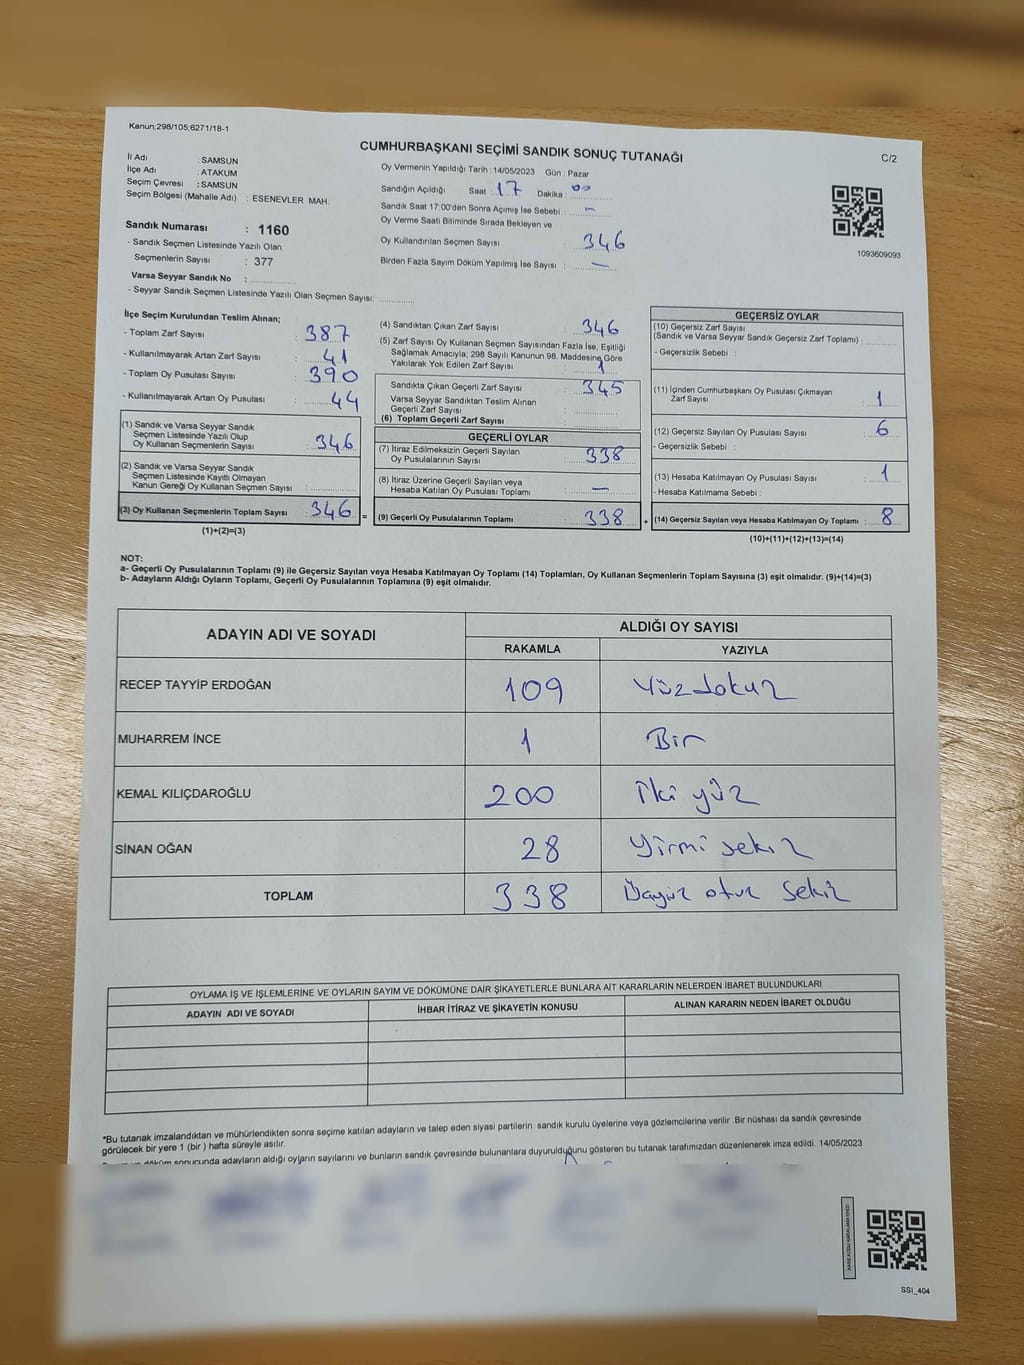 Kanun;298/105;6271/18-1
CUMHURBAŞKANI SEÇİMİ SANDIK SONUÇ TUTANAĞI
C/2
İl Adı : SAMSUN
İlçe Adı : ATAKUM
Seçim Çevresi : SAMSUN
Seçim Bölgesi (Mahalle Adı) : ESENEVLER MAH.
Sandık Numarası : 1160
- Sandık Seçmen Listesinde Yazılı Olan
Seçmenlerin Sayısı : 377
Varsa Seyyar Sandık No :
- Seyyar Sandık Seçmen Listesinde Yazılı Olan Seçmen Sayısı:
Oy Vermenin Yapıldığı Tarih : 14/05/2023 Gün : Pazar
Sandığın Açıldığı Saat : 17 Dakika : 00
Sandık Saat 17:00'den Sonra Açımış İse Sebebi : -
Oy Verme Saati Bitiminde Sırada Bekleyen ve
Oy Kullandırılan Seçmen Sayısı : 346
Birden Fazla Sayım Döküm Yapılmış İse Sayısı : -
1093609093
İlçe Seçim Kurulundan Teslim Alınan;
- Toplam Zarf Sayısı : 387
- Kullanılmayarak Artan Zarf Sayısı : 41
- Toplam Oy Pusulası Sayısı : 390
- Kullanılmayarak Artan Oy Pusulası : 44
(1) Sandık ve Varsa Seyyar Sandık
Seçmen Listesinde Yazılı Olup
Oy Kullanan Seçmenlerin Sayısı : 346
(2) Sandık ve Varsa Seyyar Sandık
Seçmen Listesinde Kayıtlı Olmayan
Kanun Gereği Oy Kullanan Seçmen Sayısı :
(3) Oy Kullanan Seçmenlerin Toplam Sayısı : 346 =
(1)+(2)=(3)
(4) Sandıktan Çıkan Zarf Sayısı : 346
(5) Zarf Sayısı Oy Kullanan Seçmen Sayısından Fazla İse, Eşitliği
Sağlamak Amacıyla; 298 Sayılı Kanunun 98. Maddesine Göre
Yakılarak Yok Edilen Zarf Sayısı : 1
Sandıkta Çıkan Geçerli Zarf Sayısı : 345
Varsa Seyyar Sandıktan Teslim Alınan
Geçerli Zarf Sayısı :
(6) Toplam Geçerli Zarf Sayısı :
GEÇERLİ OYLAR
(7) İtiraz Edilmeksizin Geçerli Sayılan
Oy Pusulalarının Sayısı : 338
(8) İtiraz Üzerine Geçerli Sayılan veya
Hesaba Katılan Oy Pusulası Toplamı : -
(9) Geçerli Oy Pusulalarının Toplamı : 338 +
GEÇERSİZ OYLAR
(10) Geçersiz Zarf Sayısı
(Sandık ve Varsa Seyyar Sandık Geçersiz Zarf Toplamı) :
- Geçersizlik Sebebi :
(11) İçinden Cumhurbaşkanı Oy Pusulası Çıkmayan
Zarf Sayısı : 1
(12) Geçersiz Sayılan Oy Pusulası Sayısı : 6
- Geçersizlik Sebebi :
(13) Hesaba Katılmayan Oy Pusulası Sayısı : 1
- Hesaba Katılmama Sebebi :
(14) Geçersiz Sayılan veya Hesaba Katılmayan Oy Toplamı : 8
(10)+(11)+(12)+(13)=(14)
NOT:
a- Geçerli Oy Pusulalarının Toplamı (9) ile Geçersiz Sayılan veya Hesaba Katılmayan Oy Toplamı (14) Toplamları, Oy Kullanan Seçmenlerin Toplam Sayısına (3) eşit olmalıdır. (9)+(14)=(3)
b- Adayların Aldığı Oyların Toplamı, Geçerli Oy Pusulalarının Toplamına (9) eşit olmalıdır.
ADAYIN ADI VE SOYADI
ALDIĞI OY SAYISI
RAKAMLA YAZIYLA
RECEP TAYYİP ERDOĞAN 109 Yüzdokuz
MUHARREM İNCE 1 Bir
KEMAL KILIÇDAROĞLU 200 İki yüz
SİNAN OĞAN 28 Yirmi sekiz
TOPLAM 338 Üçyüz otuz sekiz
OYLAMA İŞ VE İŞLEMLERİNE VE OYLARIN SAYIM VE DÖKÜMÜNE DAİR ŞİKAYETLERLE BUNLARA AİT KARARLARIN NELERDEN İBARET BULUNDUKLARI
ADAYIN ADI VE SOYADI İHBAR İTİRAZ VE ŞİKAYETİN KONUSU ALINAN KARARIN NEDEN İBARET OLDUĞU
*Bu tutanak imzalandıktan ve mühürlendikten sonra seçime katılan adayların ve talep eden siyasi partilerin sandık kurulu üyelerine veya gözlemcilerine verilir .Bir nüshası da sandık çevresinde
görülecek bir yere 1 (bir ) hafta süreyle asılır.
sonucunda adayların aldığı oyların sayılarını ve bunların sandık çevresinde bulunanlara duyurulduğunu gösteren bu tutanak tarafımızdan düzenlenerek imza edildi. 14/05/2023
SSI_404